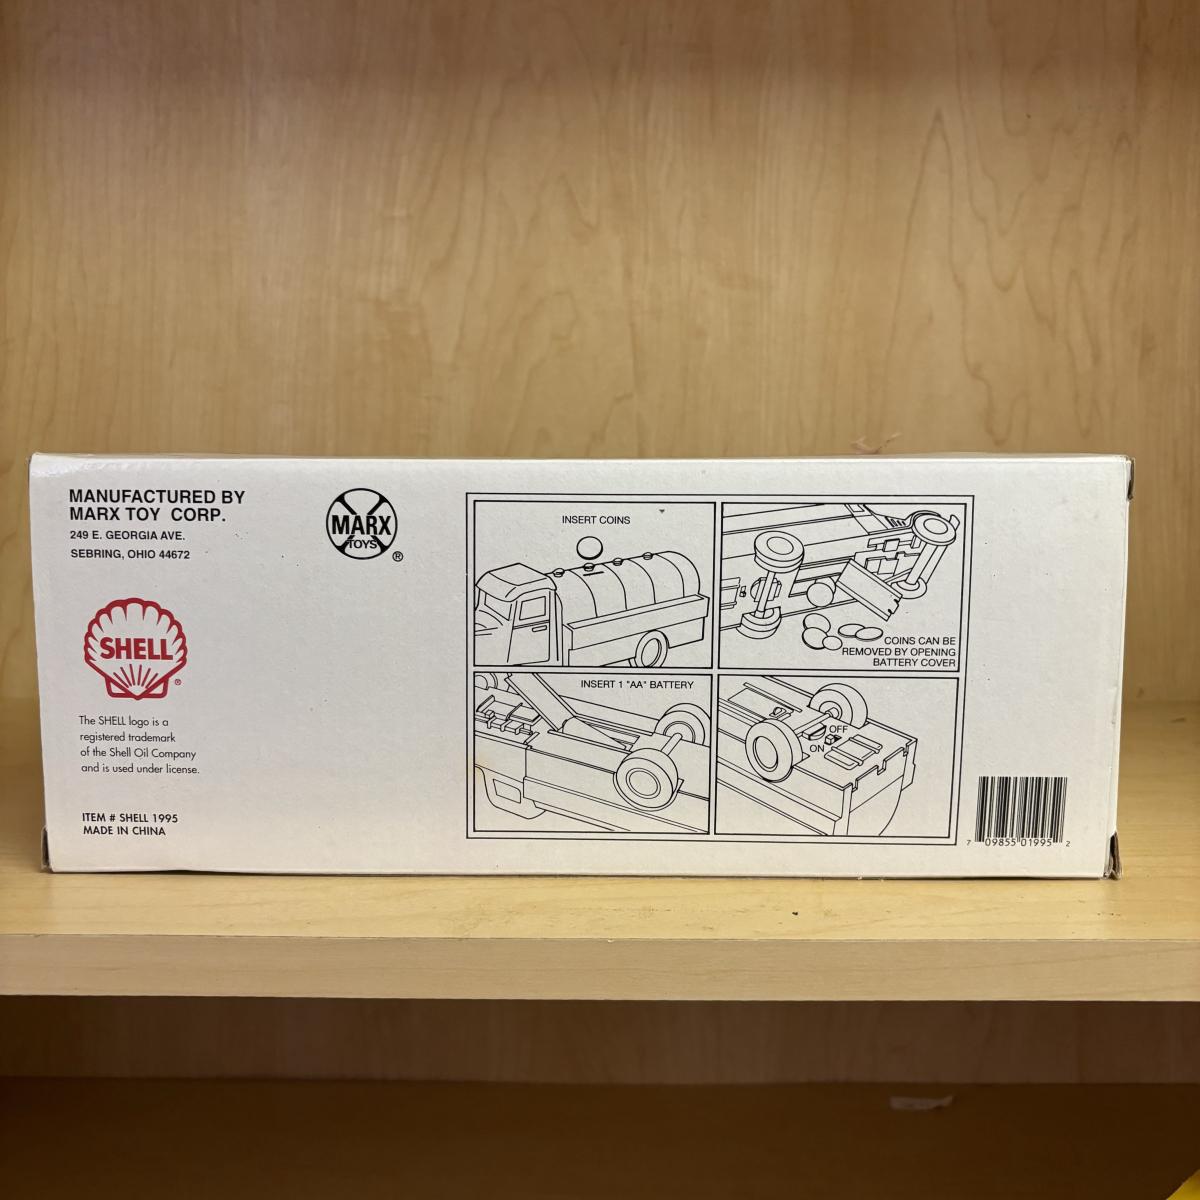 MANUFACTURED BY
MARX TOY CORP.
249 E. GEORGIA AVE.
SEBRING, OHIO 44672
MARX
TOYS
®
SHELL
®
The SHELL logo is a
registered trademark
of the Shell Oil Company
and is used under license.
ITEM # SHELL 1995
MADE IN CHINA
INSERT COINS
COINS CAN BE
REMOVED BY OPENING
BATTERY COVER
INSERT 1 "AA" BATTERY
OFF
ON
7 09855 01995 2